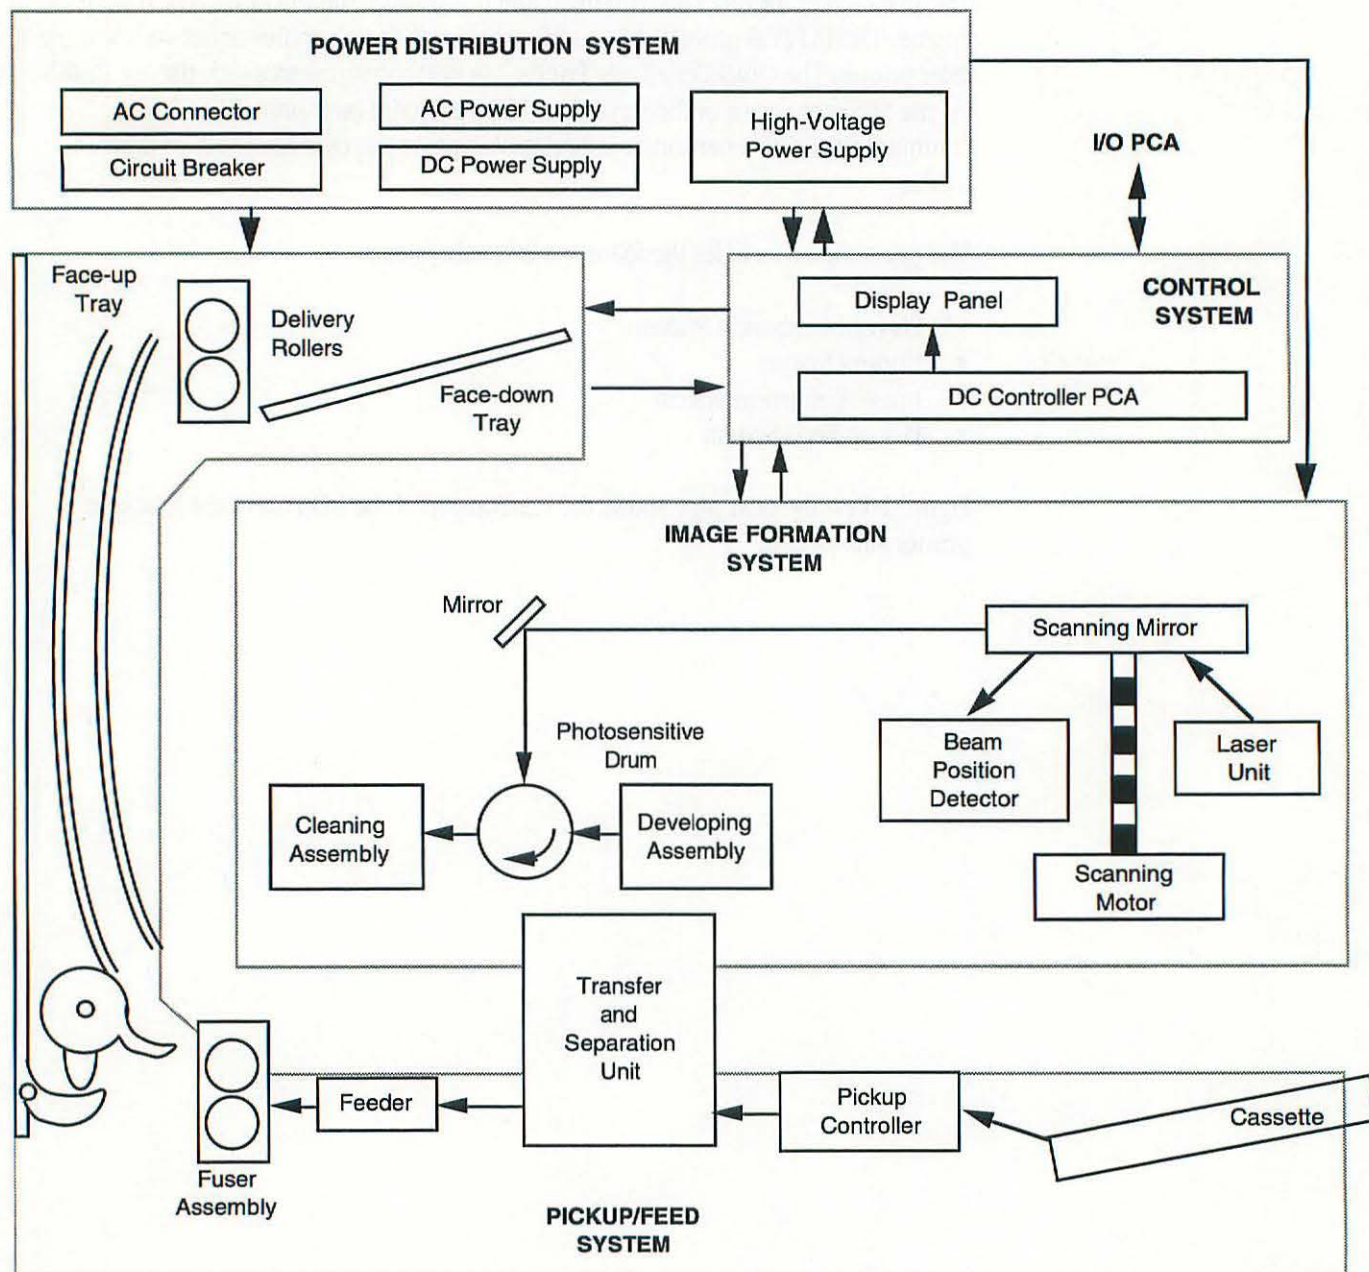 POWER DISTRIBUTION SYSTEM
AC Connector
Circuit Breaker
AC Power Supply
DC Power Supply
High-Voltage
Power Supply
I/O PCA
Face-up
Tray
Delivery
Rollers
Face-down
Tray
Display Panel
DC Controller PCA
CONTROL
SYSTEM
IMAGE FORMATION
SYSTEM
Mirror
Scanning Mirror
Photosensitive
Drum
Beam
Position
Detector
Laser
Unit
Cleaning
Assembly
Developing
Assembly
Scanning
Motor
Transfer
and
Separation
Unit
Feeder
Pickup
Controller
Cassette
Fuser
Assembly
PICKUP/FEED
SYSTEM